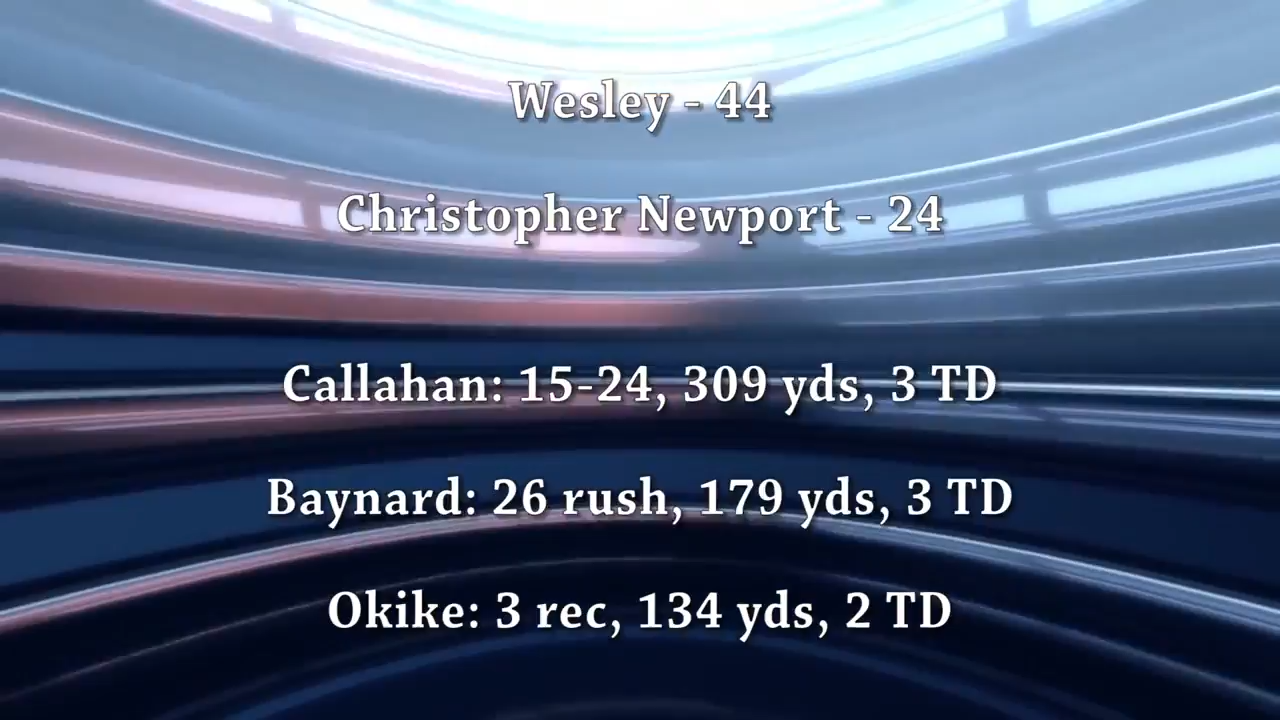 Wesley - 44
Christopher Newport - 24
Callahan: 15-24, 309 yds, 3 TD
Baynard: 26 rush, 179 yds, 3 TD
Okike: 3 rec, 134 yds, 2 TD